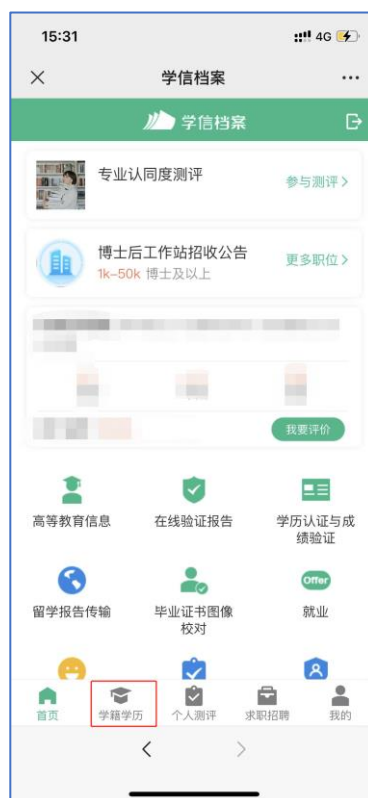 15:31 4G
学信档案
学信档案
专业认同度测评 参与测评
博士后工作站招收公告 更多职位
1k-50k 博士及以上
我要评价
高等教育信息 在线验证报告 学历认证与成
绩验证
Offer
留学报告传输 毕业证书图像 就业
校对
首页 学籍学历 个人测评 求职招聘 我的